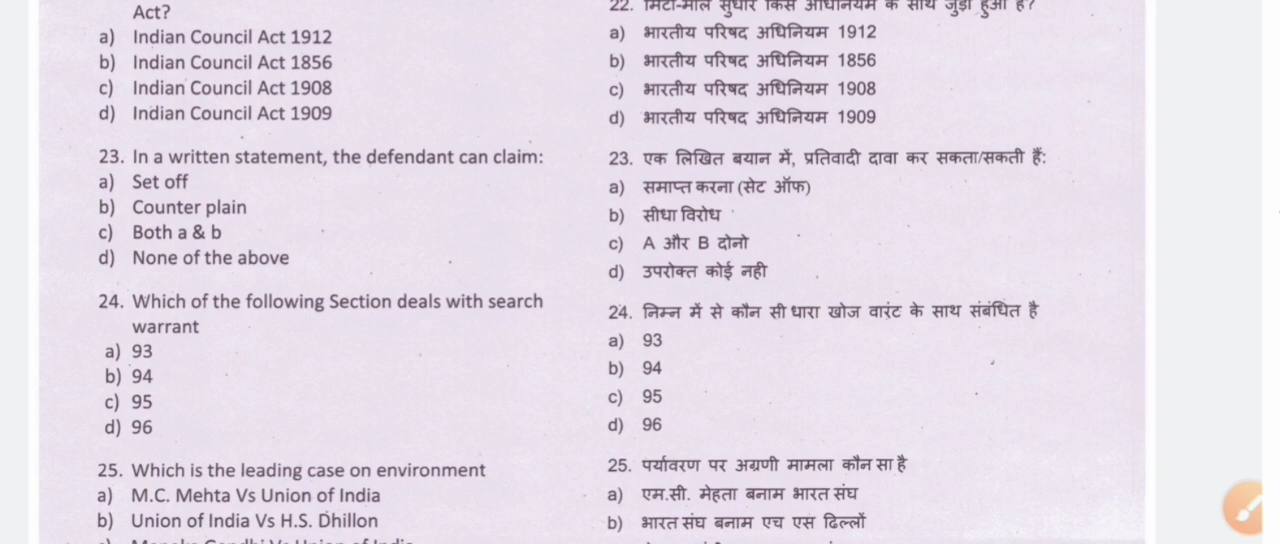 Act?
a) Indian Council Act 1912
b) Indian Council Act 1856
c) Indian Council Act 1908
d) Indian Council Act 1909
23. In a written statement, the defendant can claim:
a) Set off
b) Counter plain
c) Both a & b
d) None of the above
24. Which of the following Section deals with search
warrant
a) 93
b) 94
c) 95
d) 96
25. Which is the leading case on environment
a) M.C. Mehta Vs Union of India
b) Union of India Vs H.S. Dhillon
22. मिंटो-मॉर्ले सुधार किस अधिनियम के साथ जुड़ा हुआ है?
a) भारतीय परिषद अधिनियम 1912
b) भारतीय परिषद अधिनियम 1856
c) भारतीय परिषद अधिनियम 1908
d) भारतीय परिषद अधिनियम 1909
23. एक लिखित बयान में, प्रतिवादी दावा कर सकता/सकती हैं:
a) समाप्त करना (सेट ऑफ)
b) सीधा विरोध
c) A और B दोनो
d) उपरोक्त कोई नही
24. निम्न में से कौन सी धारा खोज वारंट के साथ संबंधित है
a) 93
b) 94
c) 95
d) 96
25. पर्यावरण पर अग्रणी मामला कौन सा है
a) एम.सी. मेहता बनाम भारत संघ
b) भारत संघ बनाम एच एस ढिल्लों